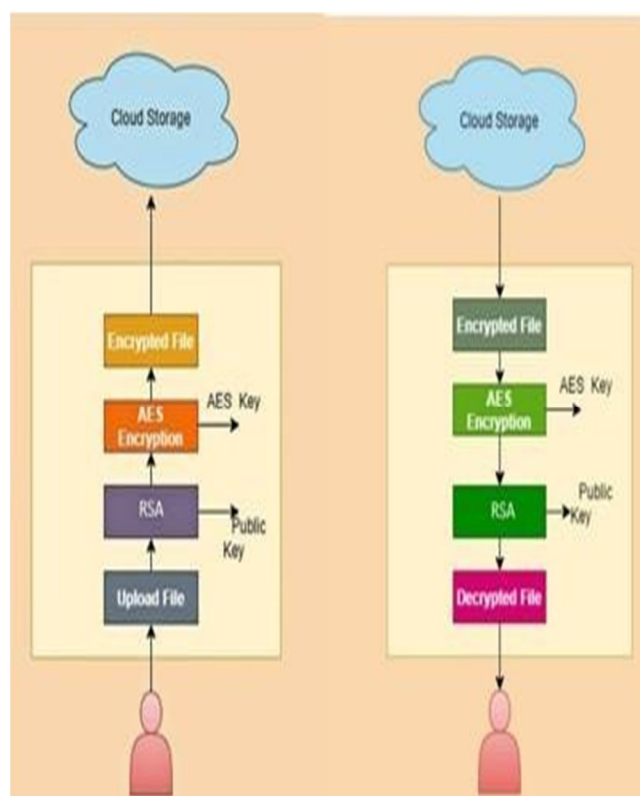 Cloud Storage
Encrypted File
AES
Encryption
AES Key
RSA
Public
Key
Upload File
Cloud Storage
Encrypted File
AES
Encryption
AES Key
RSA
Public
Key
Decrypted File